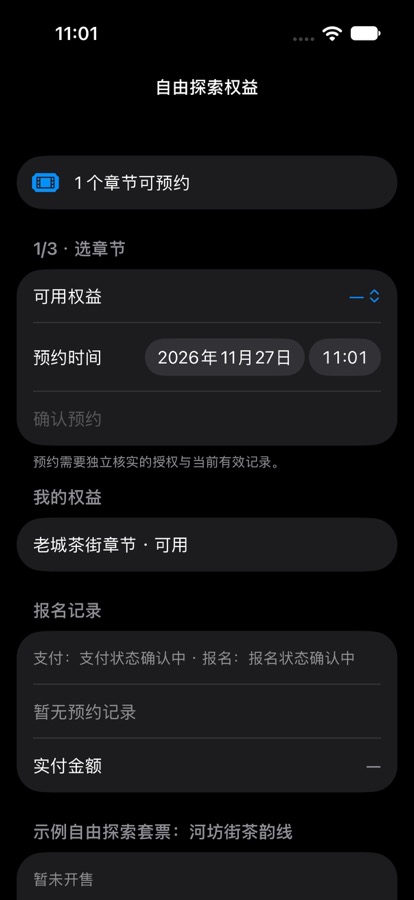 11:01
自由探索权益
1 个章节可预约
1/3 · 选章节
可用权益 —
预约时间 2026年11月27日 11:01
确认预约
预约需要独立核实的授权与当前有效记录。
我的权益
老城茶街章节 · 可用
报名记录
支付：支付状态确认中 · 报名：报名状态确认中
暂无预约记录
实付金额 —
示例自由探索套票：河坊街茶韵线
暂未开售